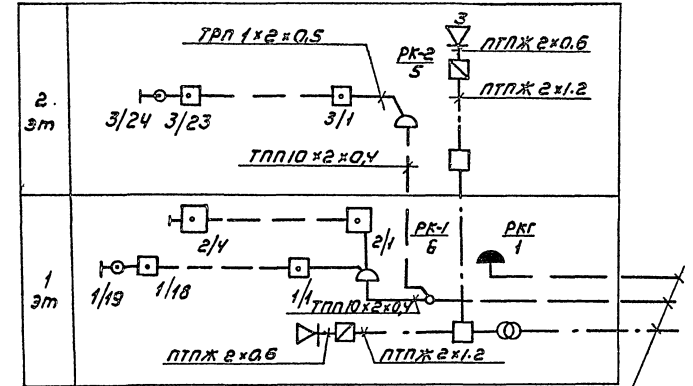 2
эт
ТРП 1×2×0,5
РК-2
5
3
ПТПЖ 2×0.6
ПТПЖ 2×1.2
3/24 3/23 3/1
ТПП10×2×0,4
1
эт
2/4 2/1
РК-1
6
РКГ
1
1/19 1/18 1/1
ТПП10×2×0,4
ПТПЖ 2×0.6
ПТПЖ 2×1.2